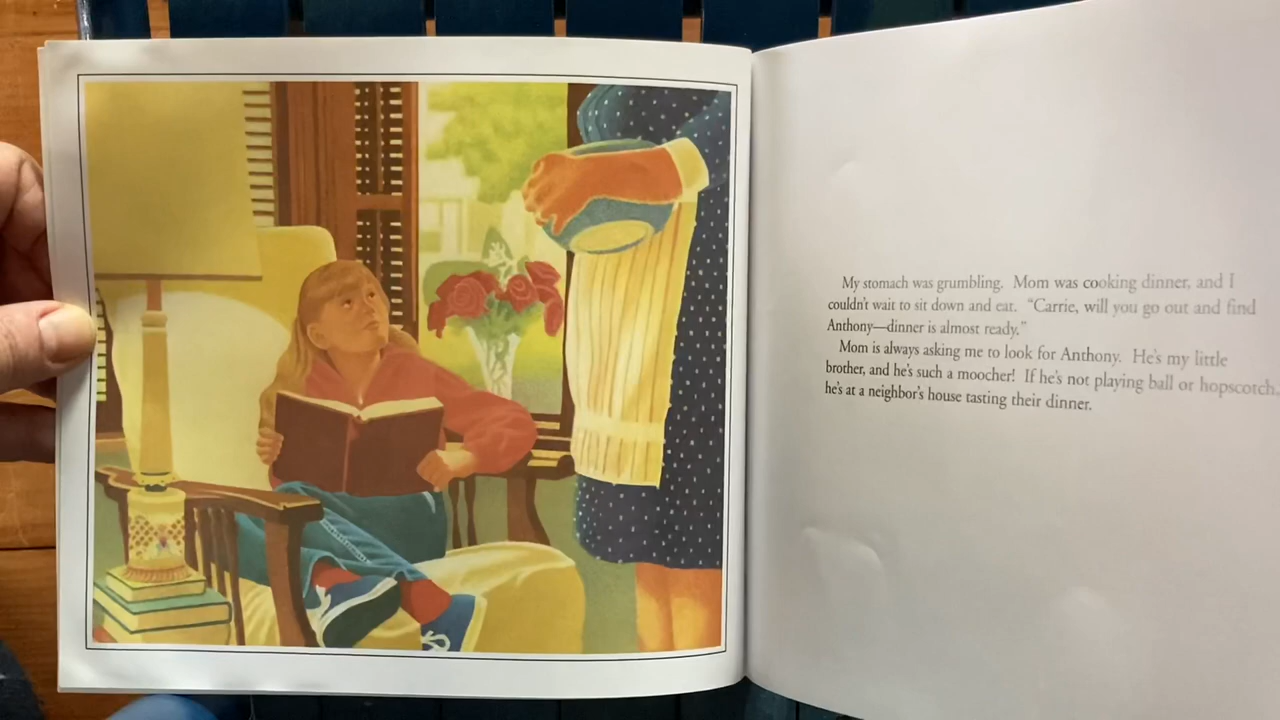 My stomach was grumbling. Mom was cooking dinner, and I
couldn't wait to sit down and eat. “Carrie, will you go out and find
Anthony—dinner is almost ready.”
Mom is always asking me to look for Anthony. He's my little
brother, and he's such a moocher! If he's not playing ball or hopscotch,
he's at a neighbor's house tasting their dinner.